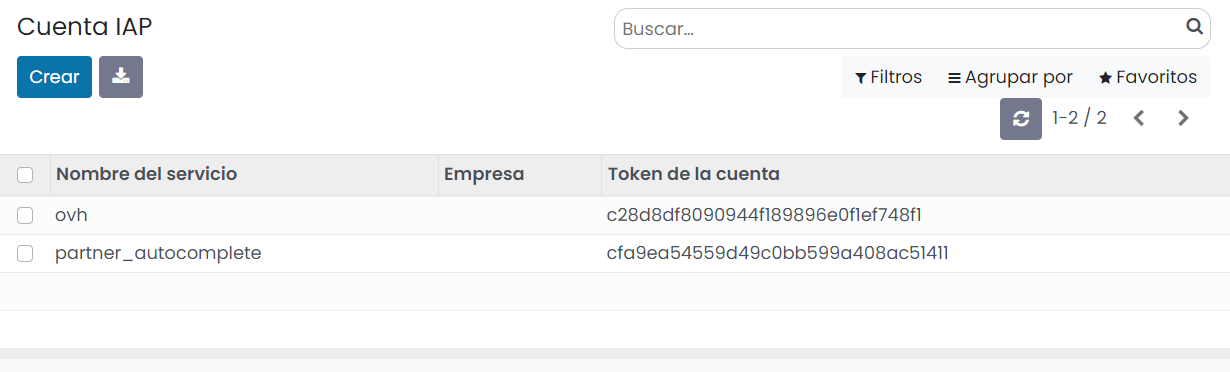 Cuenta IAP
Buscar...
Crear
Filtros Agrupar por Favoritos
1-2 / 2
Nombre del servicio Empresa Token de la cuenta
ovh c28d8df8090944f189896e0f1ef748f1
partner_autocomplete cfa9ea54559d49c0bb599a408ac51411